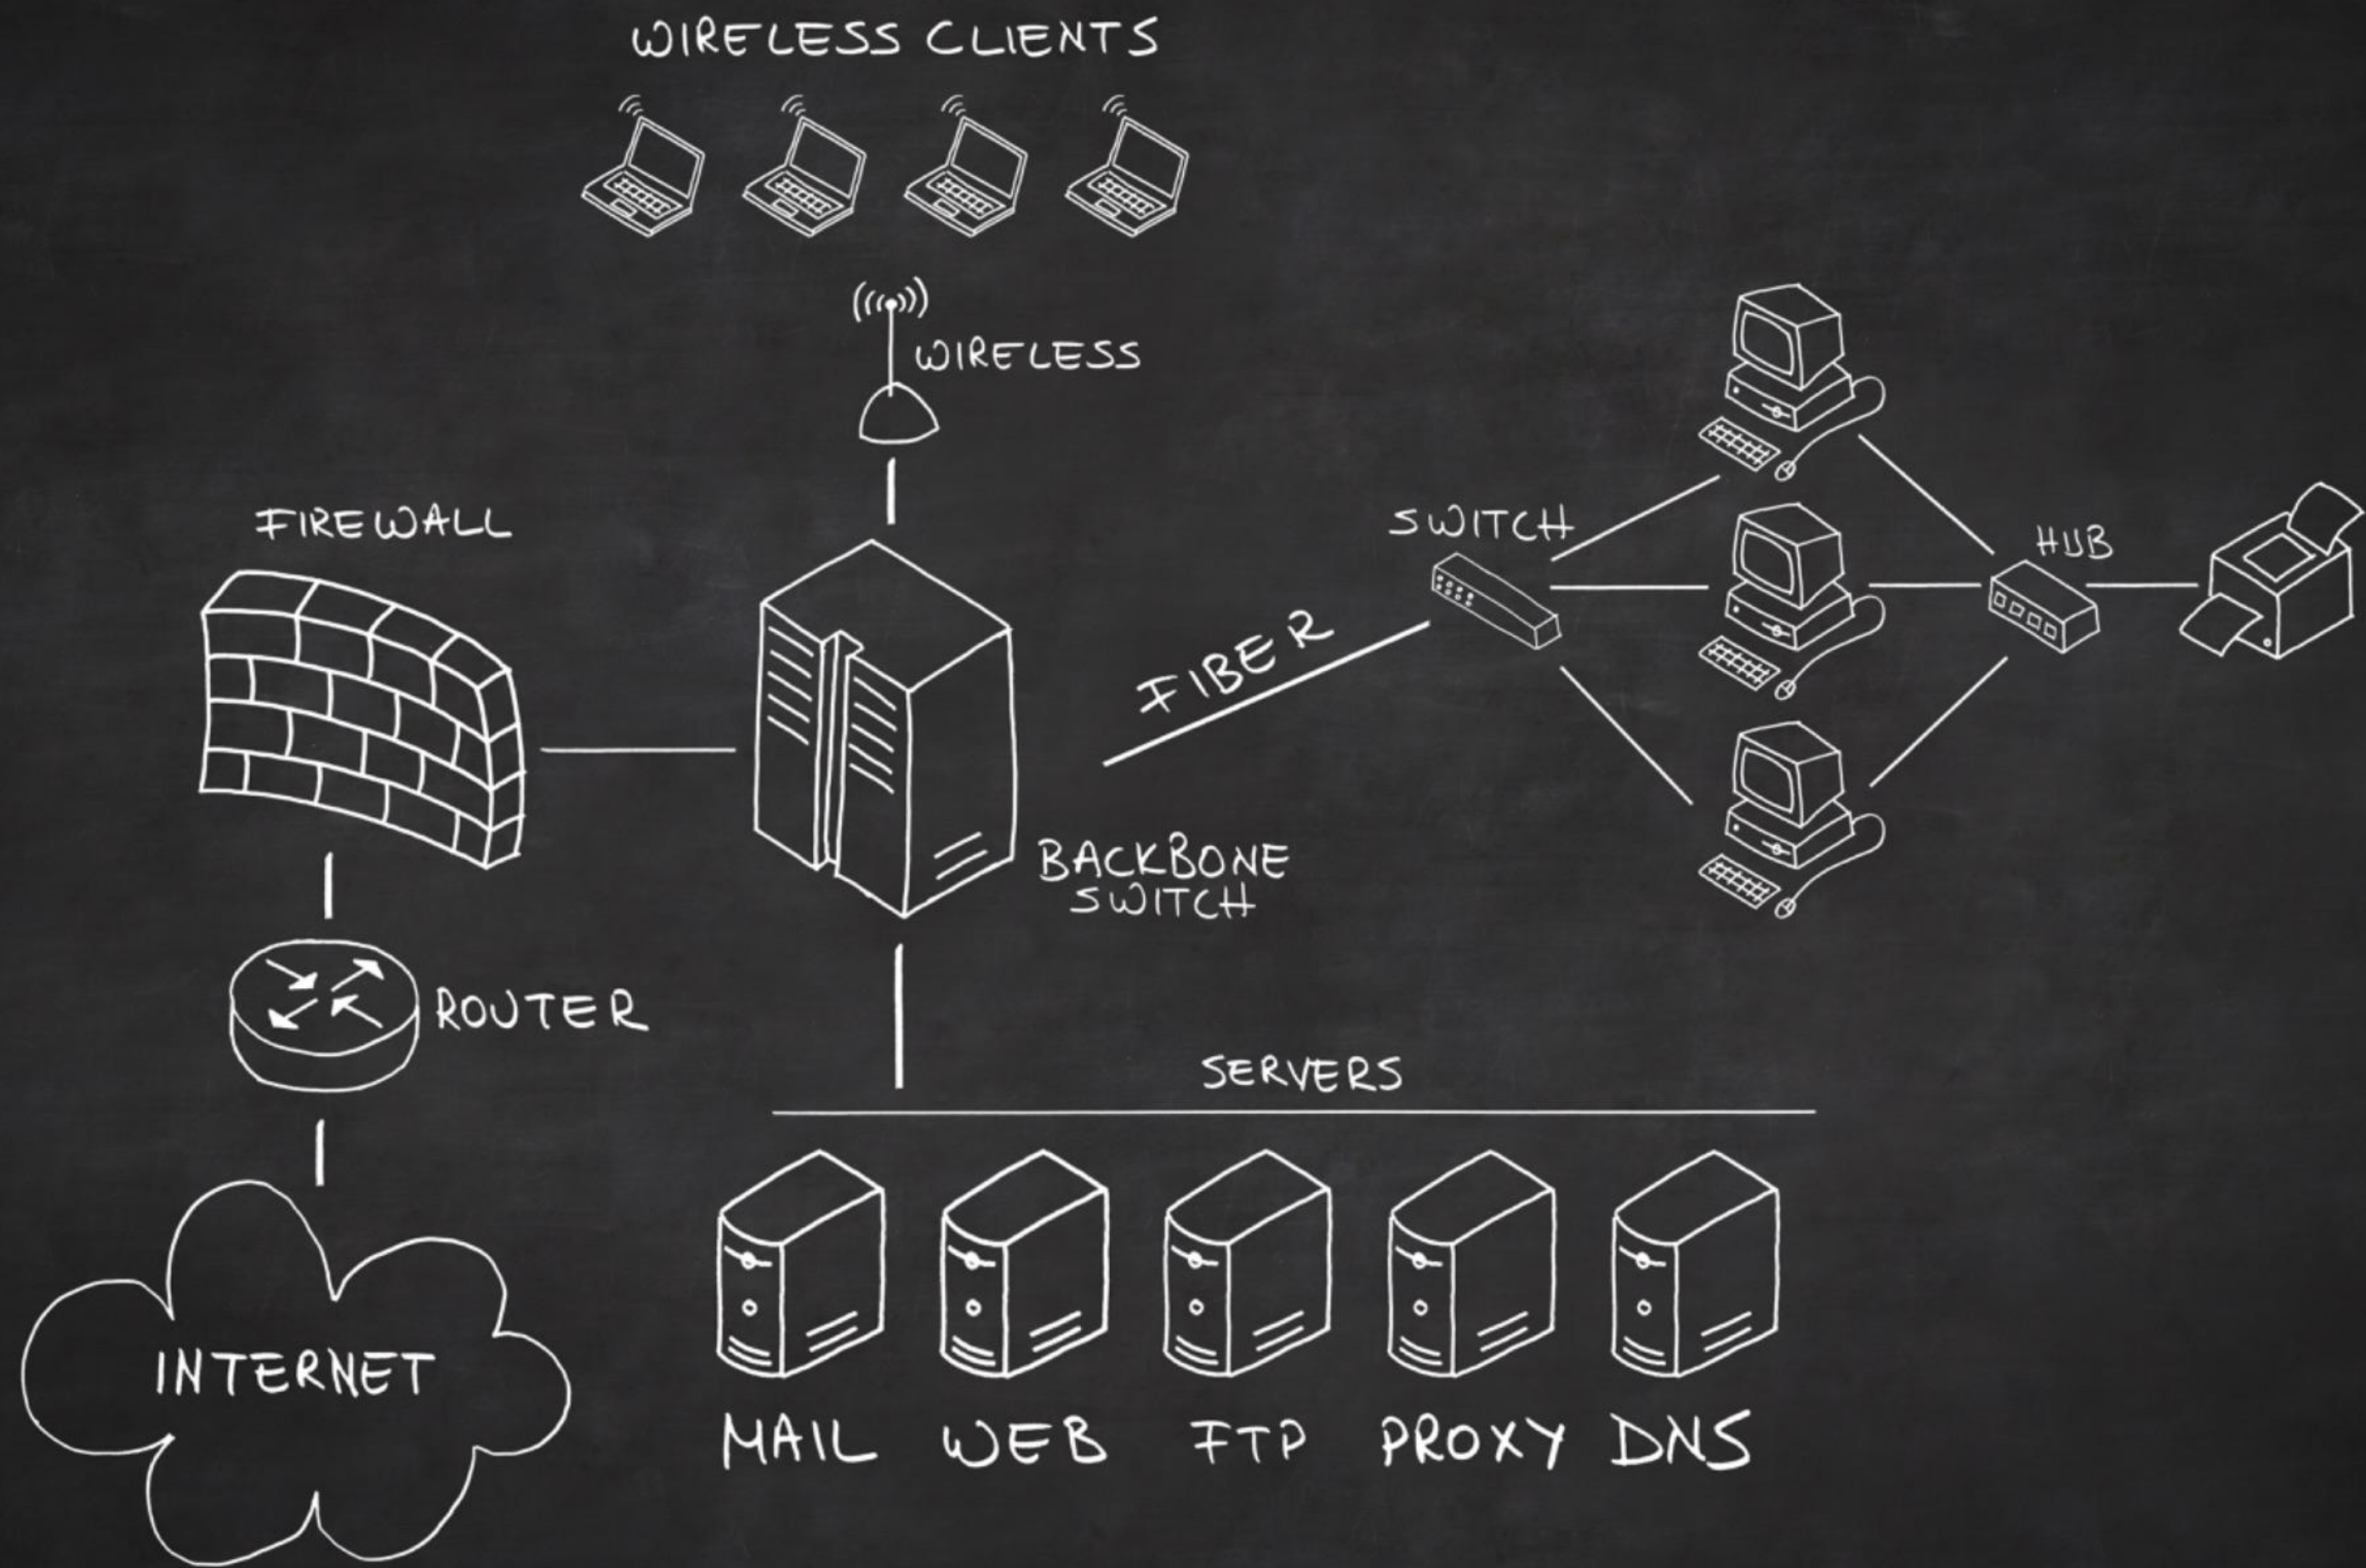 WIRELESS CLIENTS
WIRELESS
FIREWALL
SWITCH
HUB
FIBER
BACKBONE
SWITCH
ROUTER
SERVERS
INTERNET
MAIL WEB FTP PROXY DNS